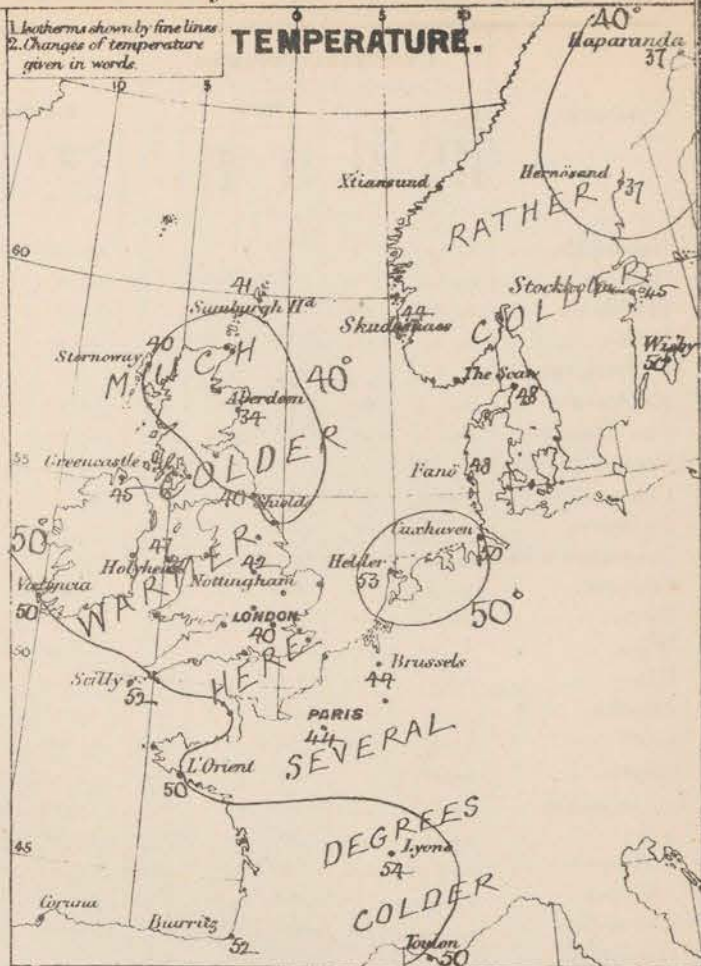 1. Isotherms shown by fine lines
2. Changes of temperature
given in words.
TEMPERATURE.
0 5 10
10 5 0 5 10
40°
Haparanda
37
Xtiansund
Hernösand
37
RATHER
60
41
Sumburgh Hd
Stockholm
45
44
Skudesnaes
COLDER
Wisby
50
40
Stornoway
MUCH
40°
The Scaw
48
Aberdeen
34
COLDER
55
Greencastle
45
Fanö
48
40
Shields
50°
Cuxhaven
50
47
Holyhead
42
Nottingham
Helder
53
Valencia
50
WARMER
50°
LONDON
40
50
HERE
Brussels
44
Scilly
52
PARIS
44
SEVERAL
L'Orient
50
DEGREES
45
Lyons
54
COLDER
Coruna
Biarritz
52
Toulon
50